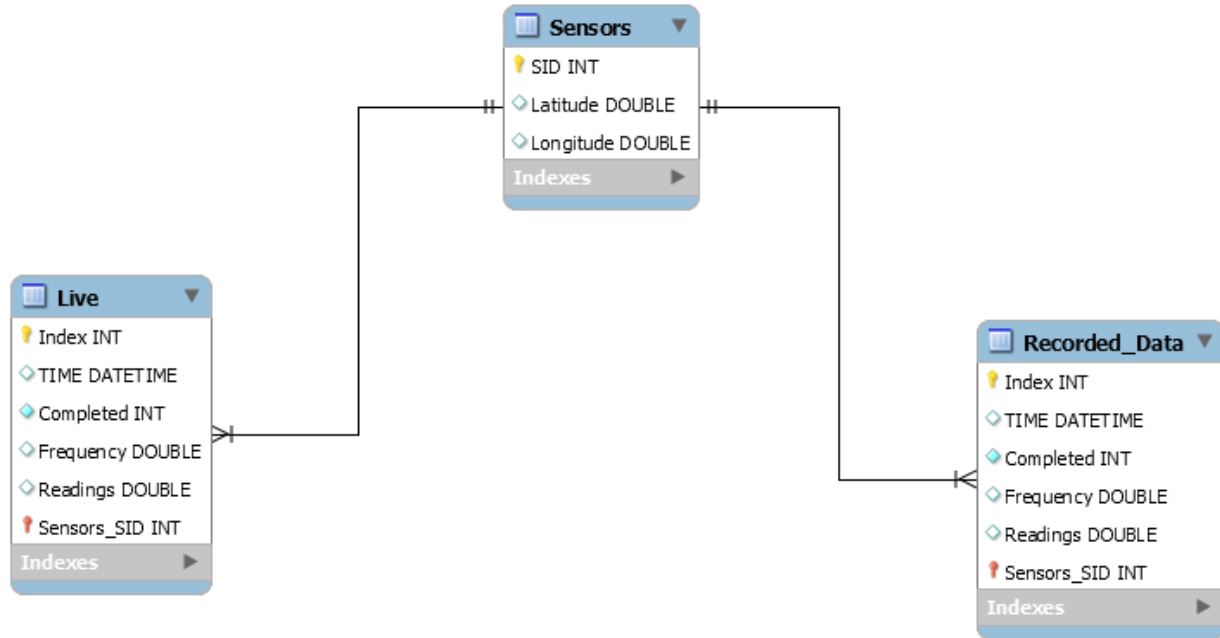 Sensors
SID INT
Latitude DOUBLE
Longitude DOUBLE
Indexes
Live
Index INT
TIME DATETIME
Completed INT
Frequency DOUBLE
Readings DOUBLE
Sensors_SID INT
Indexes
Recorded_Data
Index INT
TIME DATETIME
Completed INT
Frequency DOUBLE
Readings DOUBLE
Sensors_SID INT
Indexes